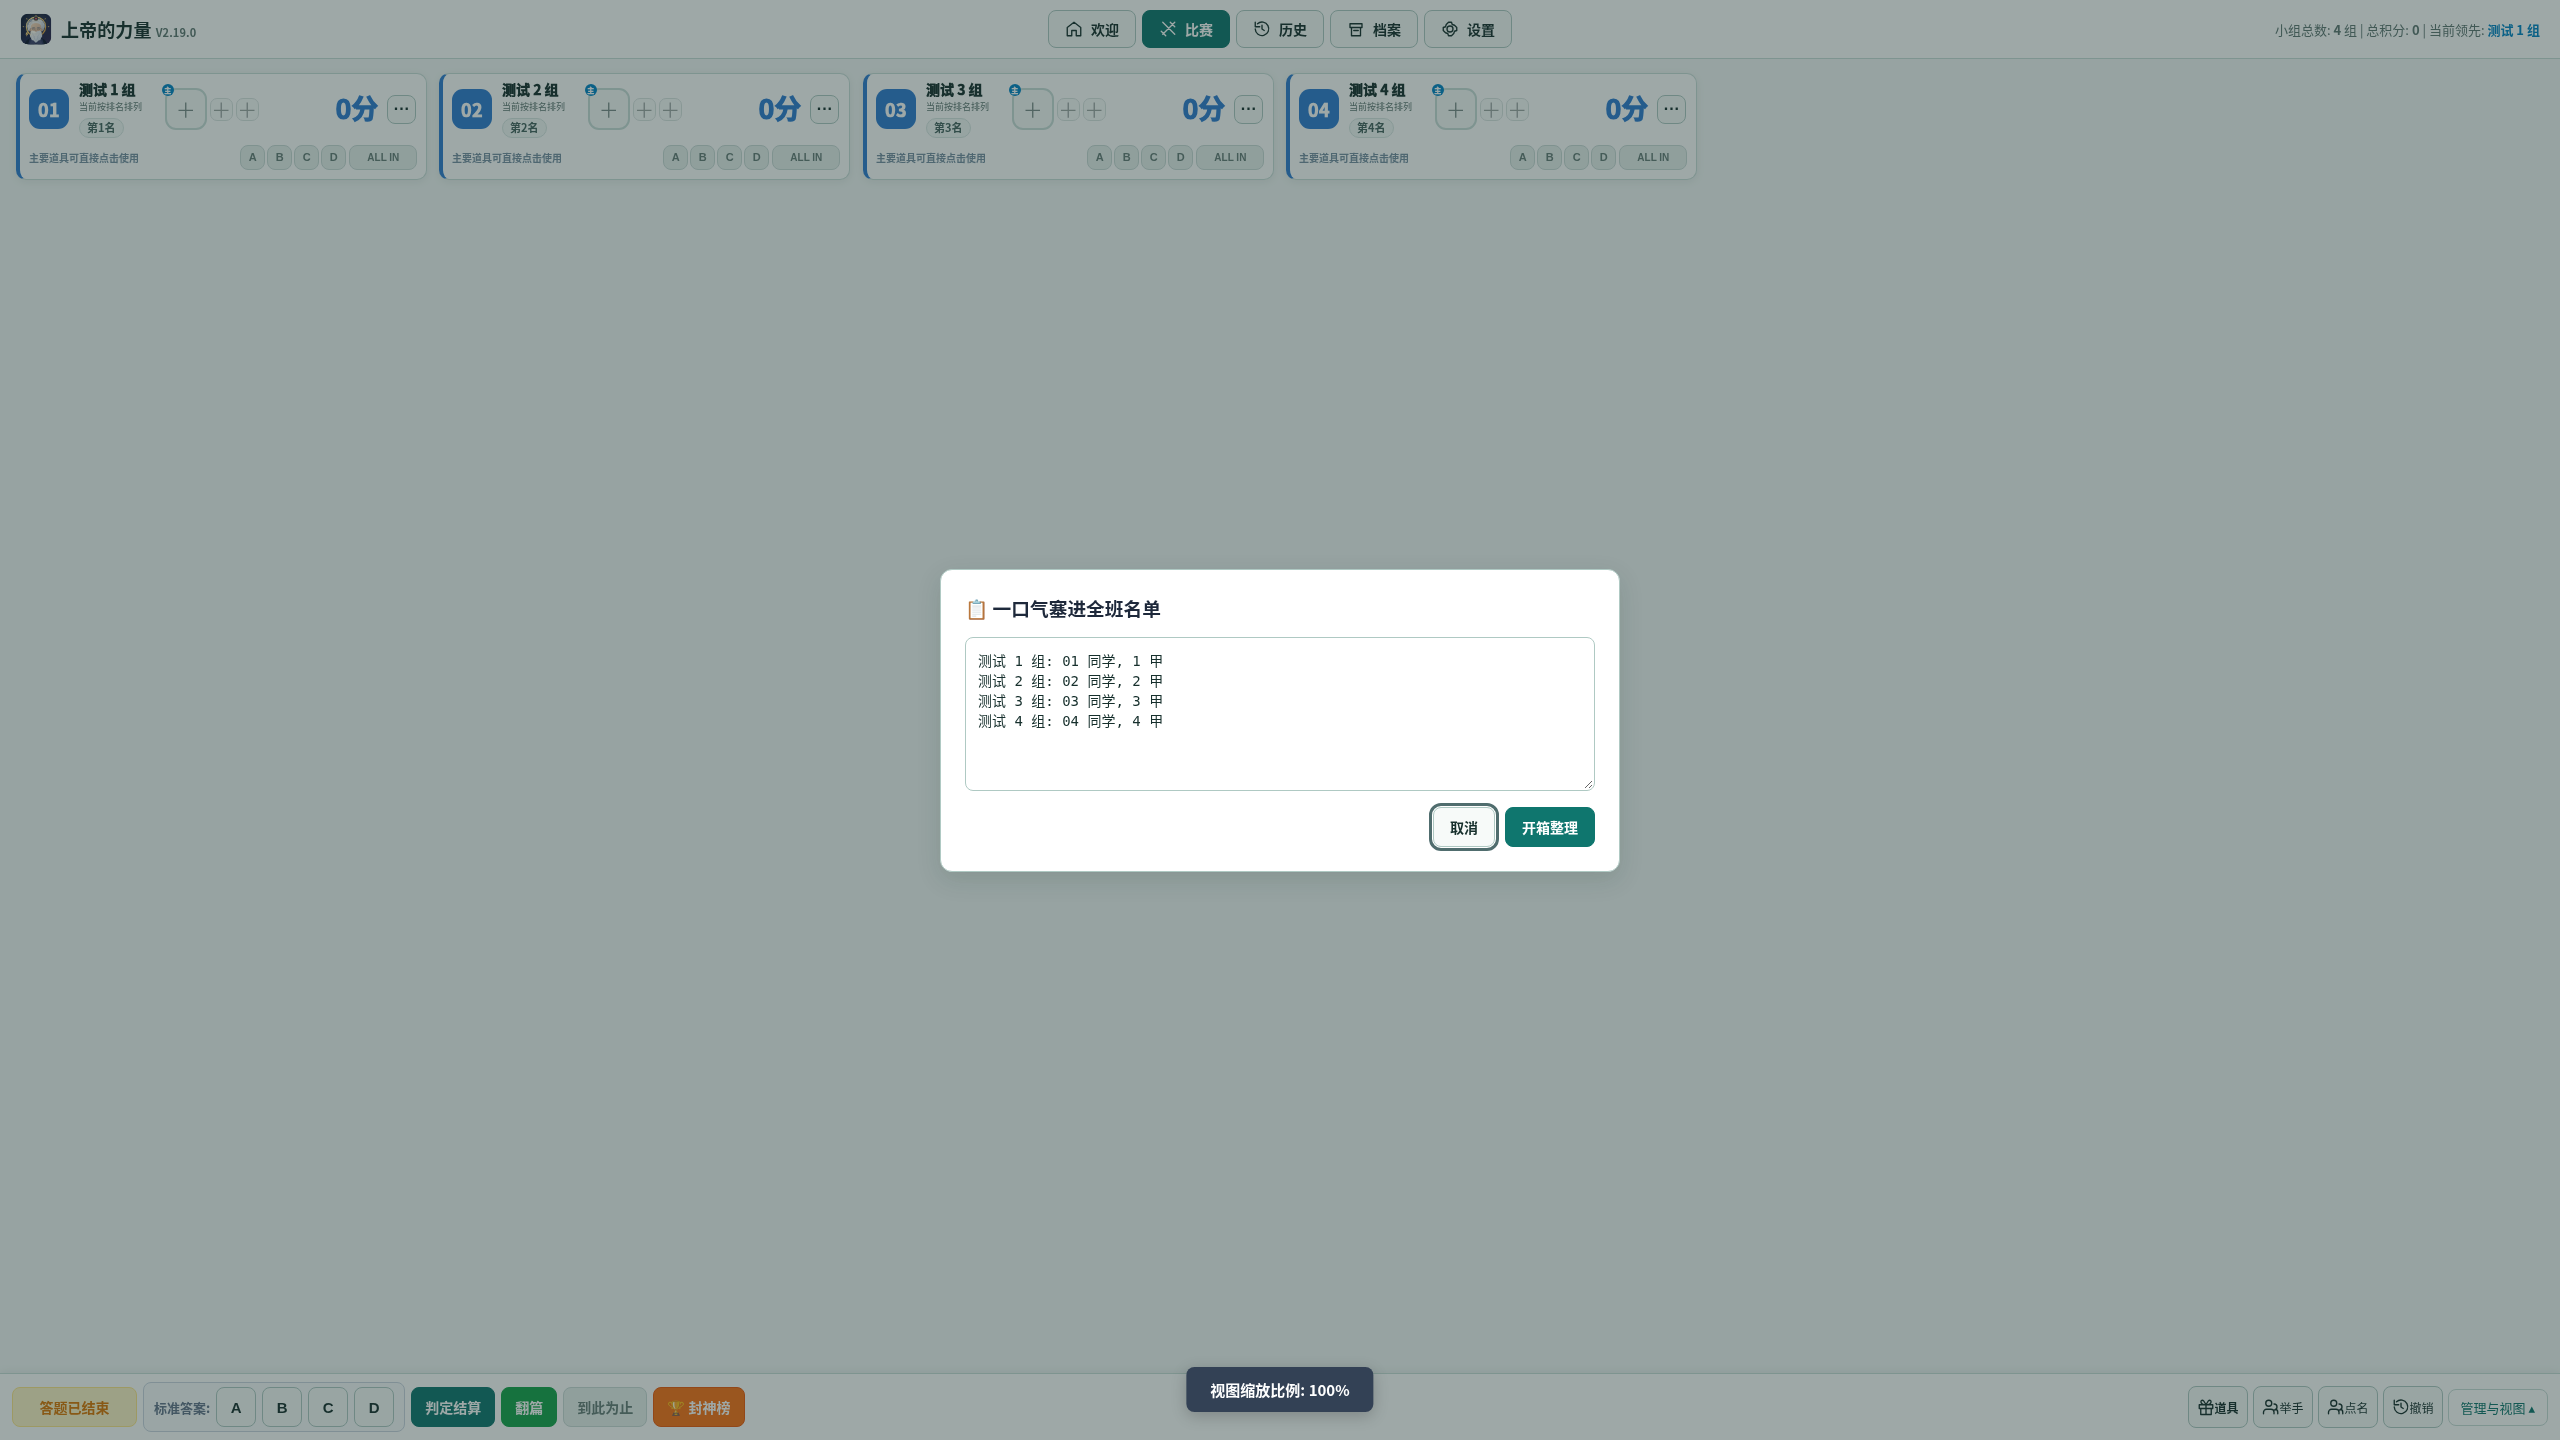 上帝的力量 V2.19.0
欢迎
比赛
历史
档案
设置
小组总数: 4 组 | 总积分: 0 | 当前领先: 测试 1 组
01
测试 1 组
当前按排名排列
第1名
主
0分
主要道具可直接点击使用
A B C D ALL IN
02
测试 2 组
当前按排名排列
第2名
主
0分
主要道具可直接点击使用
A B C D ALL IN
03
测试 3 组
当前按排名排列
第3名
主
0分
主要道具可直接点击使用
A B C D ALL IN
04
测试 4 组
当前按排名排列
第4名
主
0分
主要道具可直接点击使用
A B C D ALL IN
一口气塞进全班名单
测试 1 组: 01 同学, 1 甲
测试 2 组: 02 同学, 2 甲
测试 3 组: 03 同学, 3 甲
测试 4 组: 04 同学, 4 甲
取消
开箱整理
视图缩放比例: 100%
答题已结束
标准答案: A B C D
判定结算
翻篇
到此为止
封神榜
道具
举手
点名
撤销
管理与视图 ▴